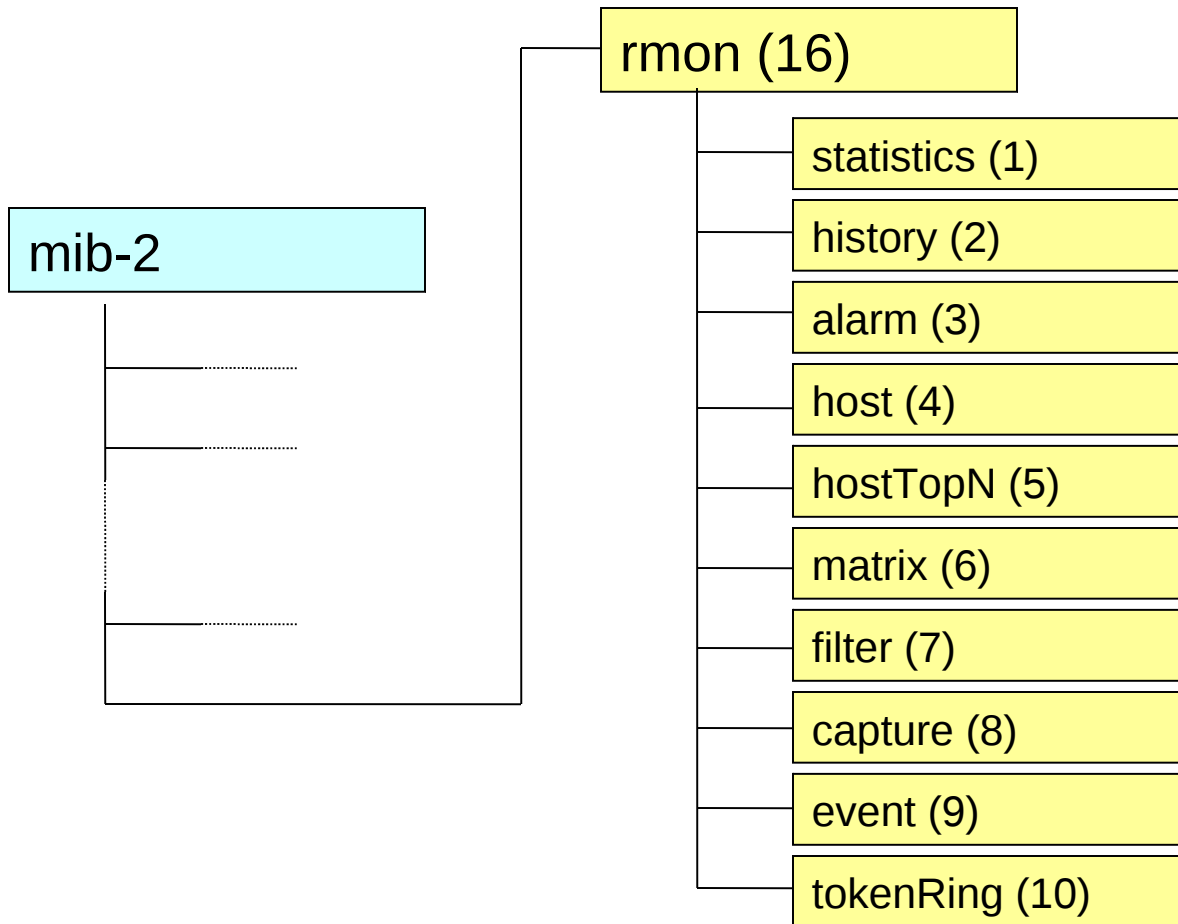 rmon (16)
statistics (1)
mib-2
history (2)
alarm (3)
host (4)
hostTopN (5)
matrix (6)
filter (7)
capture (8)
event (9)
tokenRing (10)